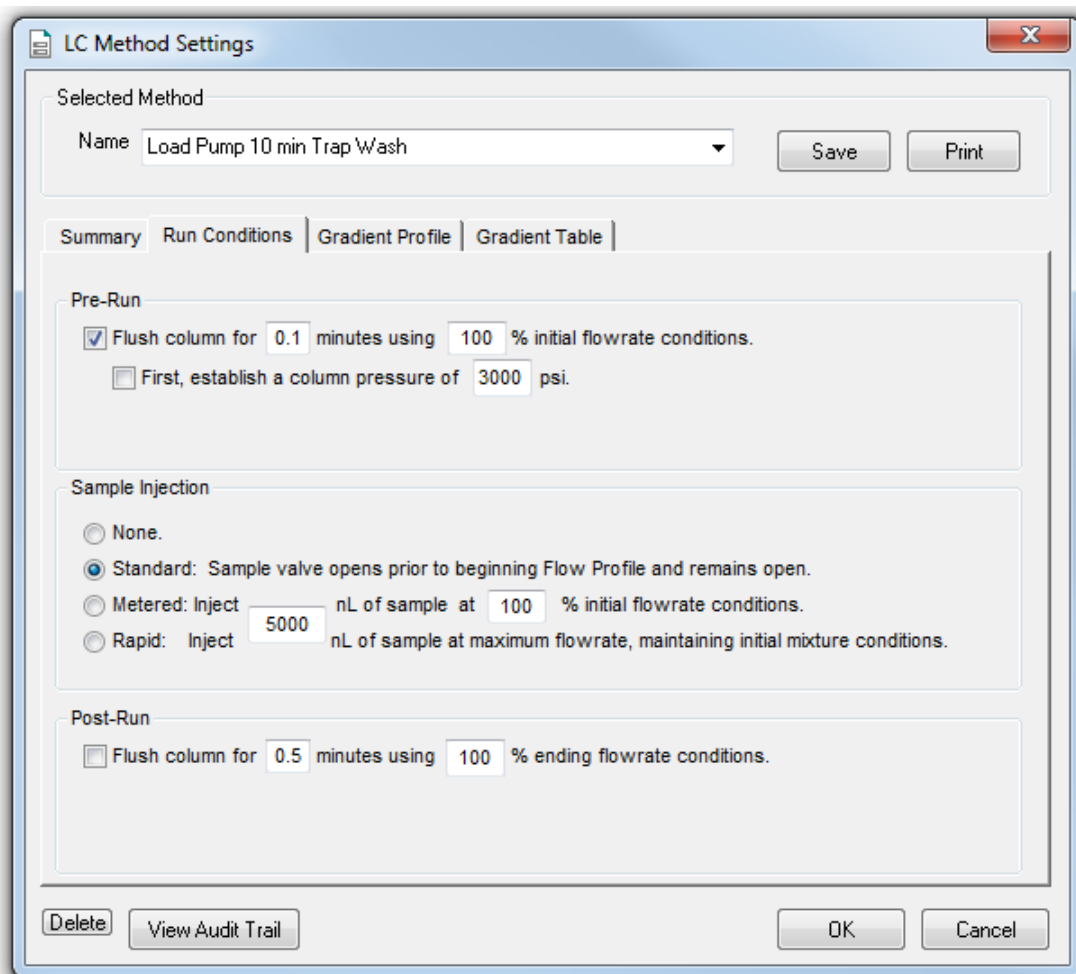 LC Method Settings
Selected Method
Name Load Pump 10 min Trap Wash Save Print
Summary Run Conditions Gradient Profile Gradient Table
Pre-Run
Flush column for 0.1 minutes using 100 % initial flowrate conditions.
First, establish a column pressure of 3000 psi.
Sample Injection
None.
Standard: Sample valve opens prior to beginning Flow Profile and remains open.
Metered: Inject nL of sample at 100 % initial flowrate conditions.
5000
Rapid: Inject nL of sample at maximum flowrate, maintaining initial mixture conditions.
Post-Run
Flush column for 0.5 minutes using 100 % ending flowrate conditions.
Delete View Audit Trail OK Cancel